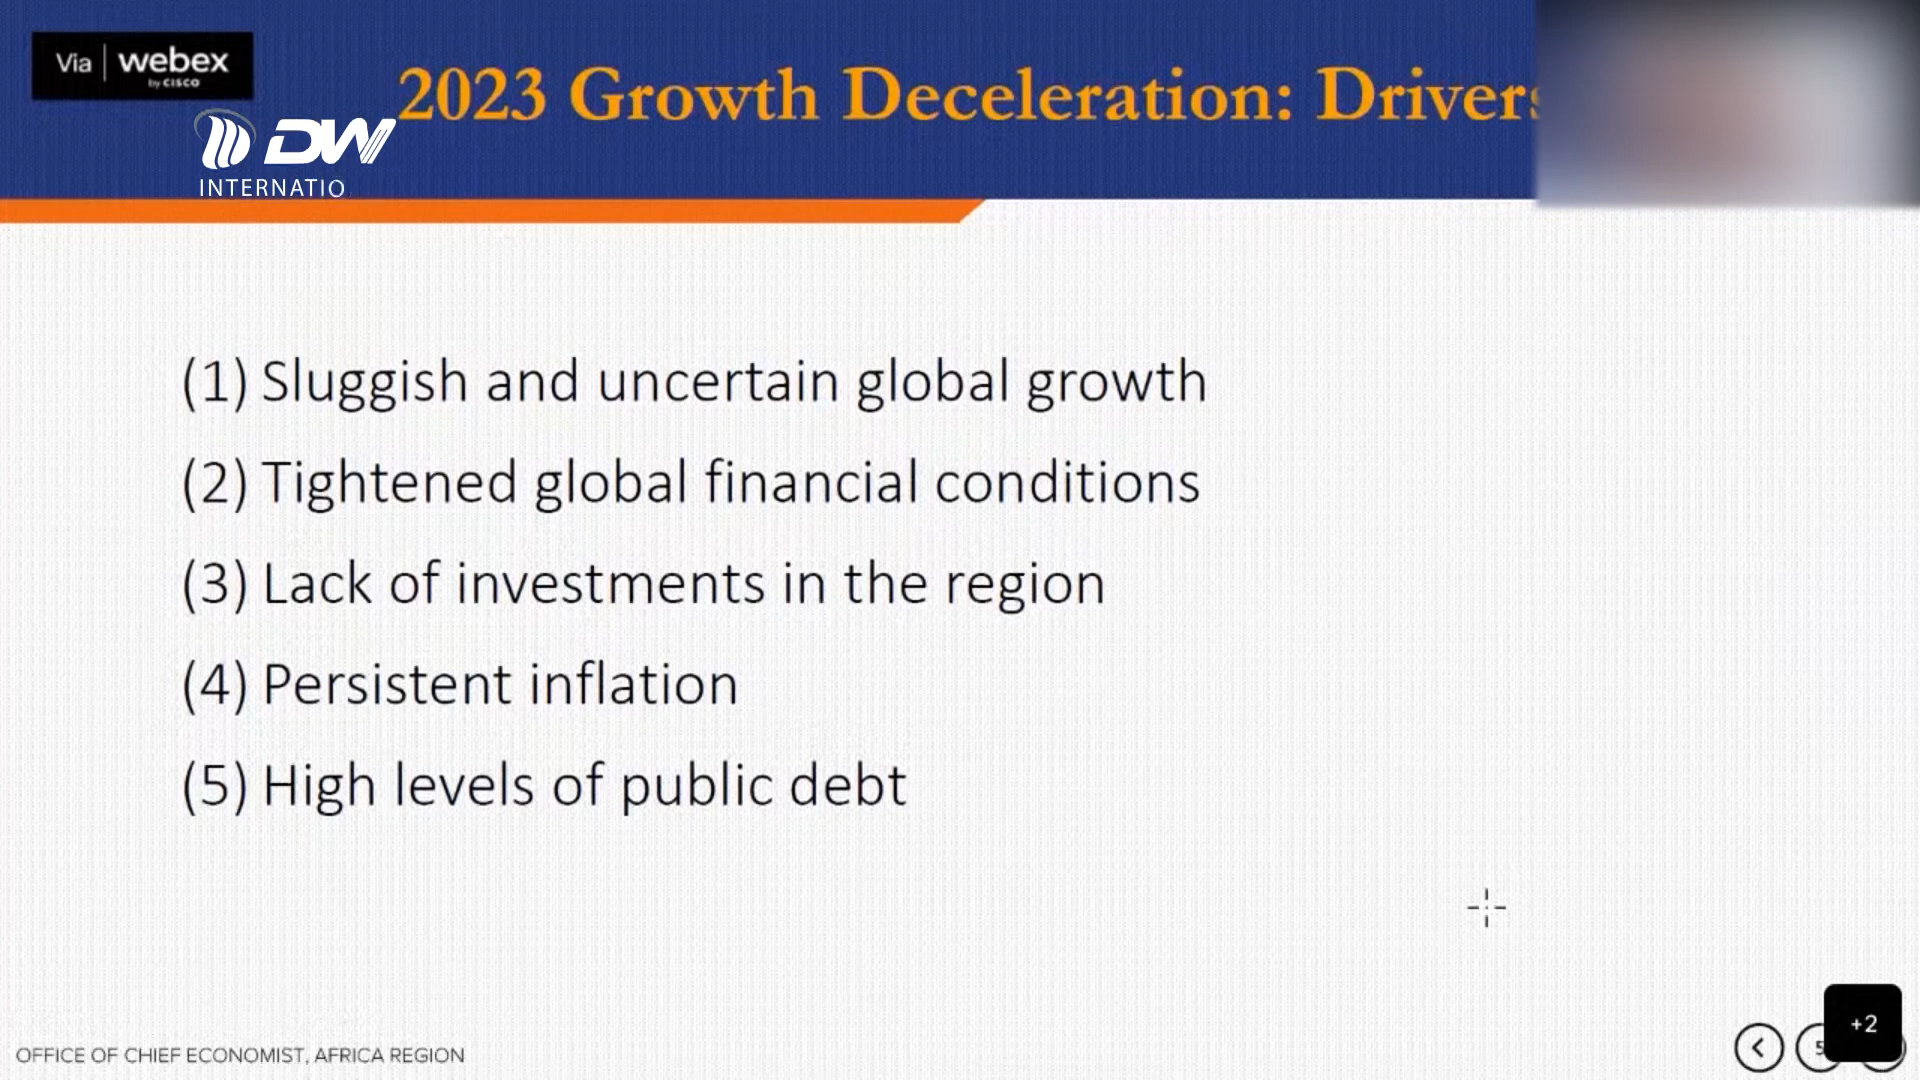 Via | webex
by CISCO
2023 Growth Deceleration: Drivers
DW
INTERNATIO
(1) Sluggish and uncertain global growth
(2) Tightened global financial conditions
(3) Lack of investments in the region
(4) Persistent inflation
(5) High levels of public debt
+2
5
OFFICE OF CHIEF ECONOMIST, AFRICA REGION